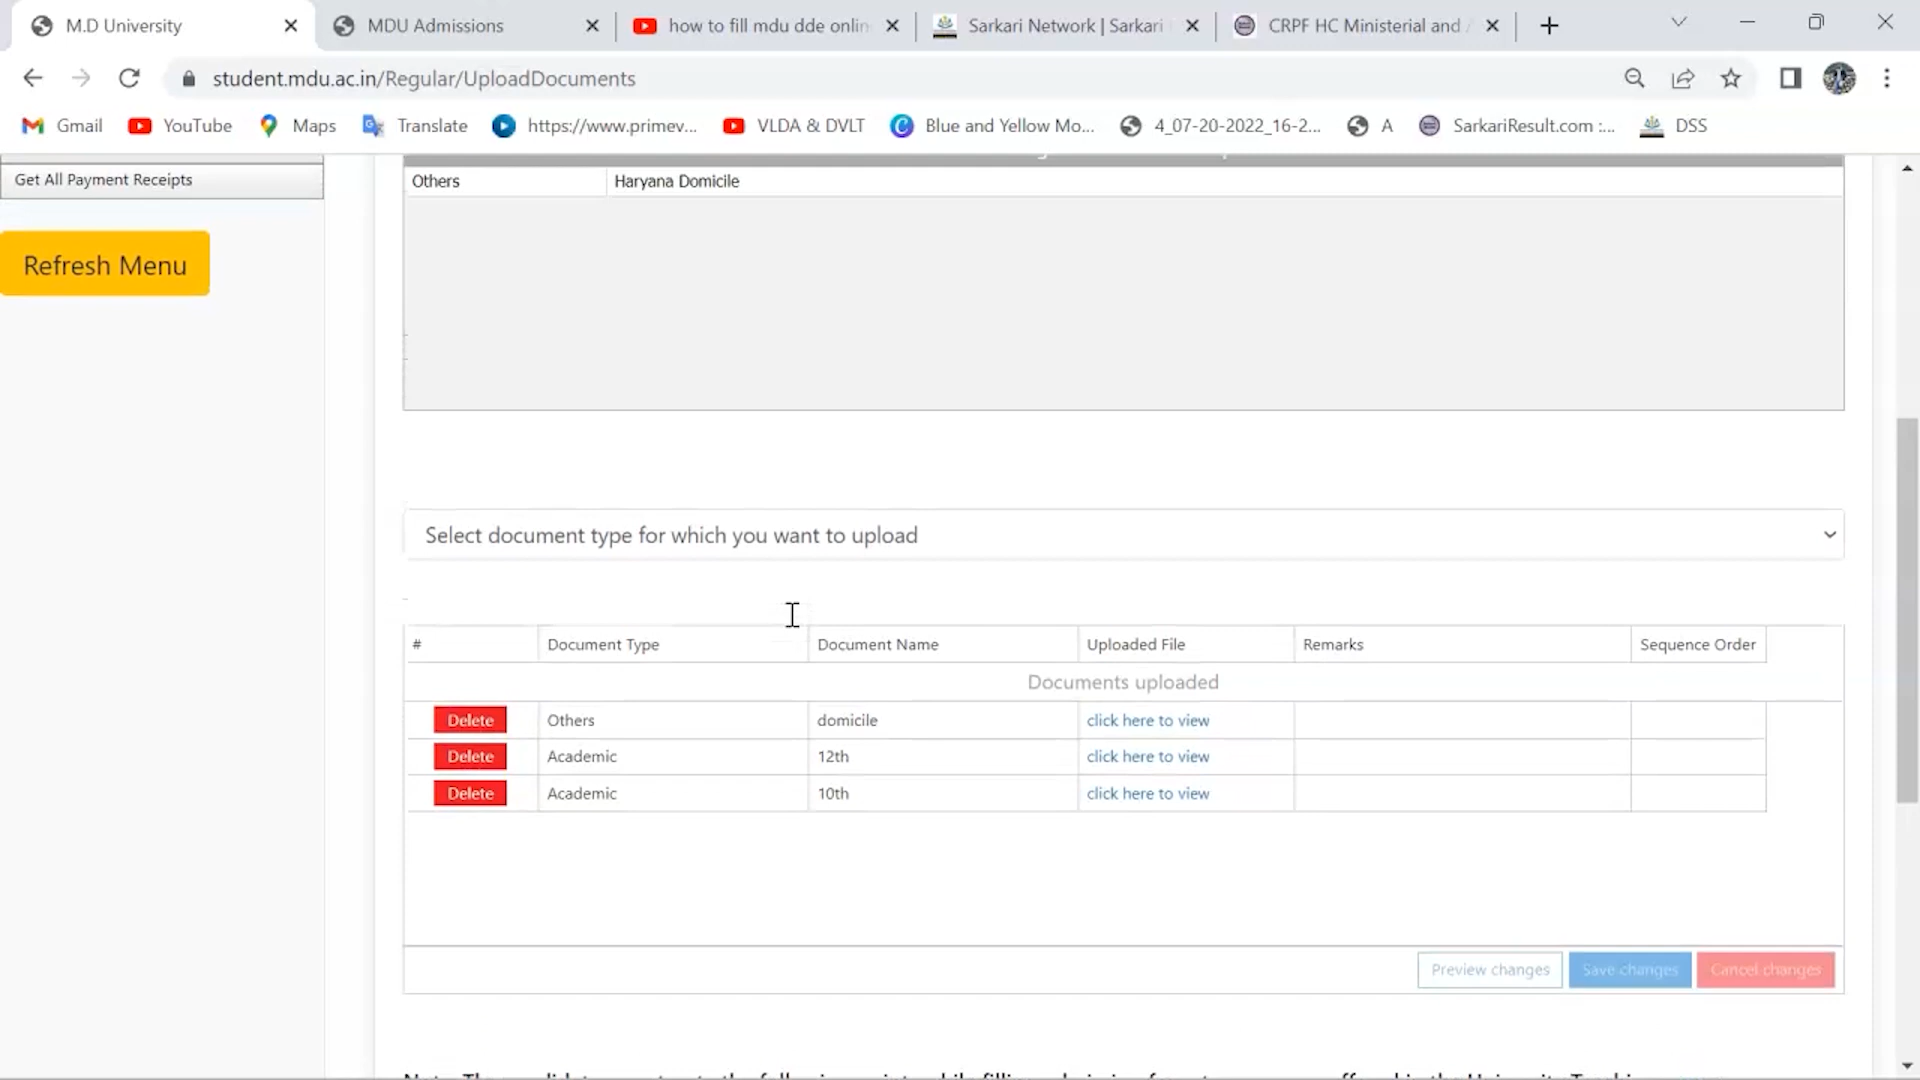 M.D University
MDU Admissions
how to fill mdu dde onlin
Sarkari Network | Sarkari
CRPF HC Ministerial and
student.mdu.ac.in/Regular/UploadDocuments
Gmail
YouTube
Maps
Translate
https://www.primev...
VLDA & DVLT
Blue and Yellow Mo...
4_07-20-2022_16-2...
A
SarkariResult.com :...
DSS
Get All Payment Receipts
Refresh Menu
Others Haryana Domicile
Select document type for which you want to upload
# Document Type Document Name Uploaded File Remarks Sequence Order
Documents uploaded
Delete Others domicile click here to view
Delete Academic 12th click here to view
Delete Academic 10th click here to view
Preview changes Save changes Cancel changes